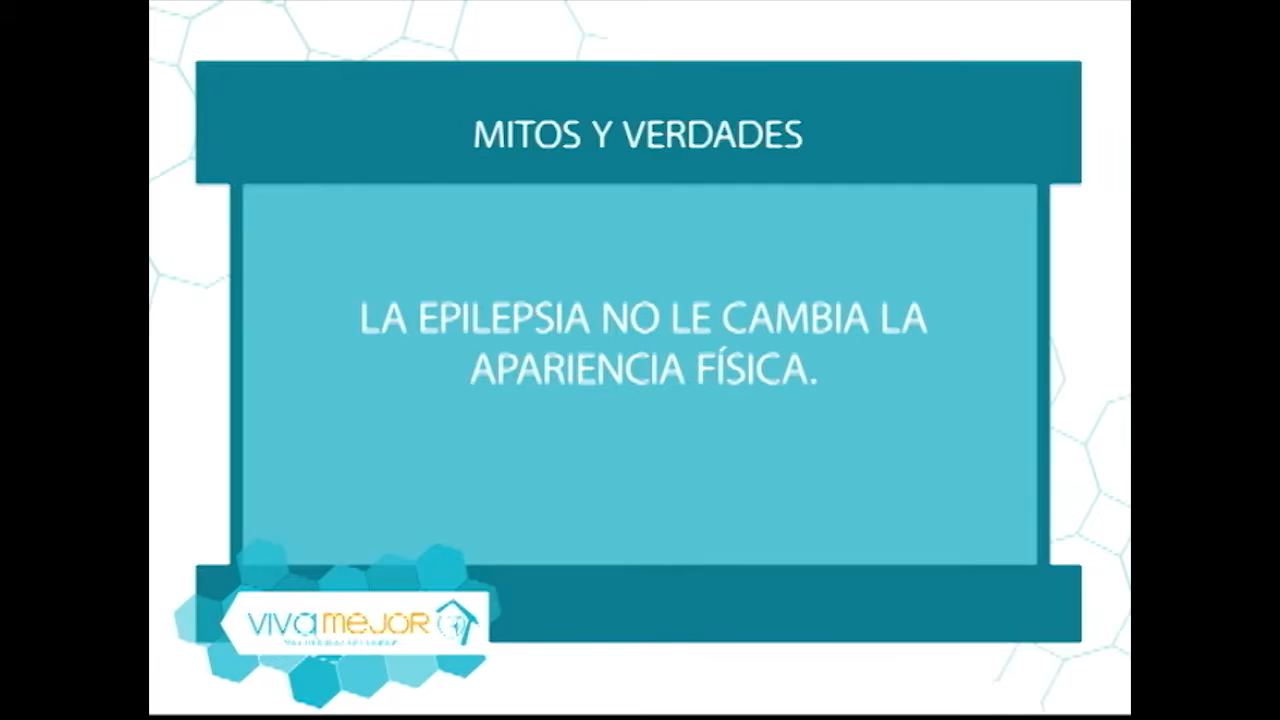 MITOS Y VERDADES
LA EPILEPSIA NO LE CAMBIA LA
APARIENCIA FÍSICA.
VIVA MEJOR